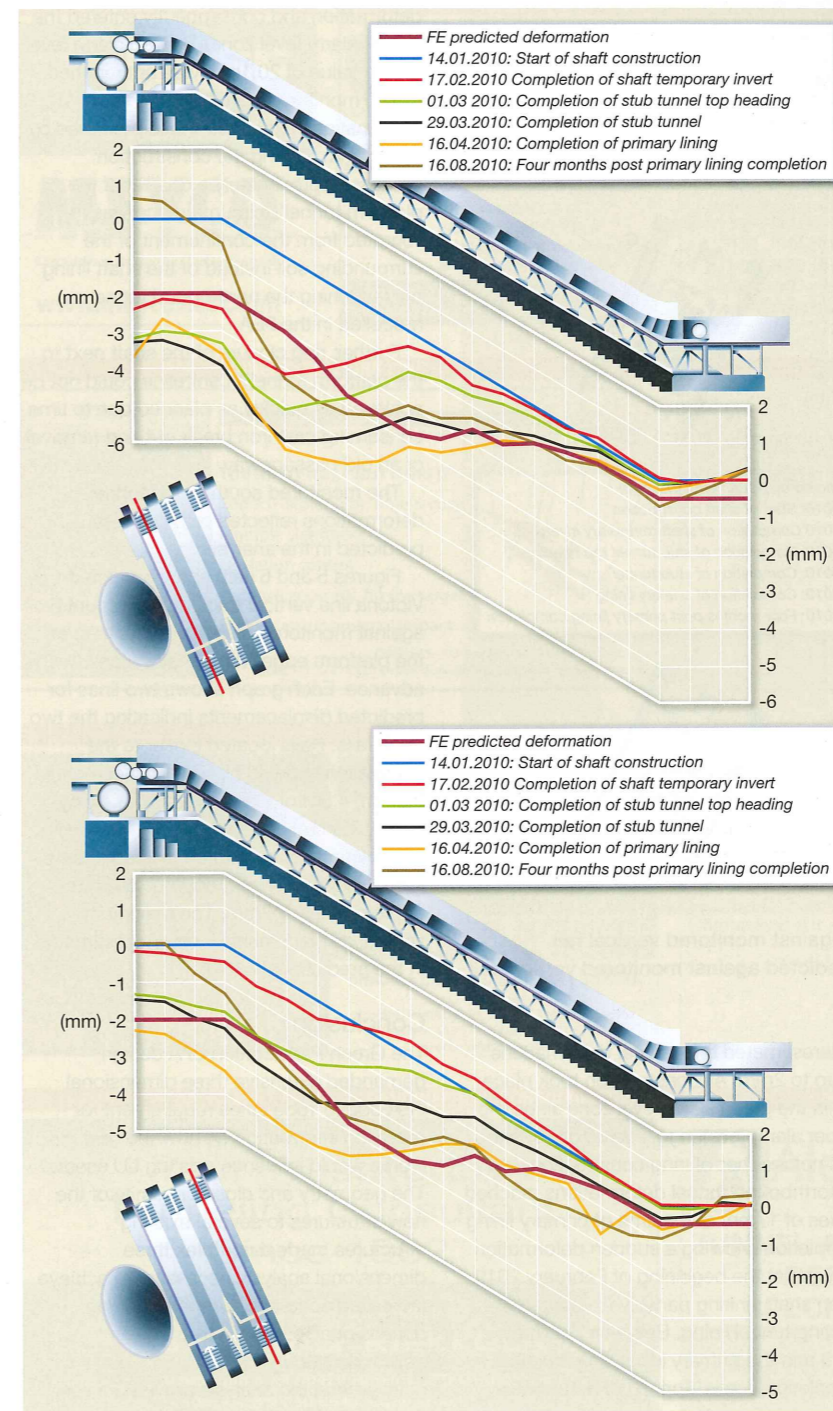 FE predicted deformation
14.01.2010: Start of shaft construction
17.02.2010 Completion of shaft temporary invert
01.03 2010: Completion of stub tunnel top heading
29.03.2010: Completion of stub tunnel
16.04.2010: Completion of primary lining
16.08.2010: Four months post primary lining completion
2
1
0
-1
(mm) -2
-3
-4
-5
-6
2
1
0
-1
-2 (mm)
-3
-4
-5
-6
FE predicted deformation
14.01.2010: Start of shaft construction
17.02.2010 Completion of shaft temporary invert
01.03 2010: Completion of stub tunnel top heading
29.03.2010: Completion of stub tunnel
16.04.2010: Completion of primary lining
16.08.2010: Four months post primary lining completion
2
1
0
-1
(mm) -2
-3
-4
-5
2
1
0
-1
-2 (mm)
-3
-4
-5